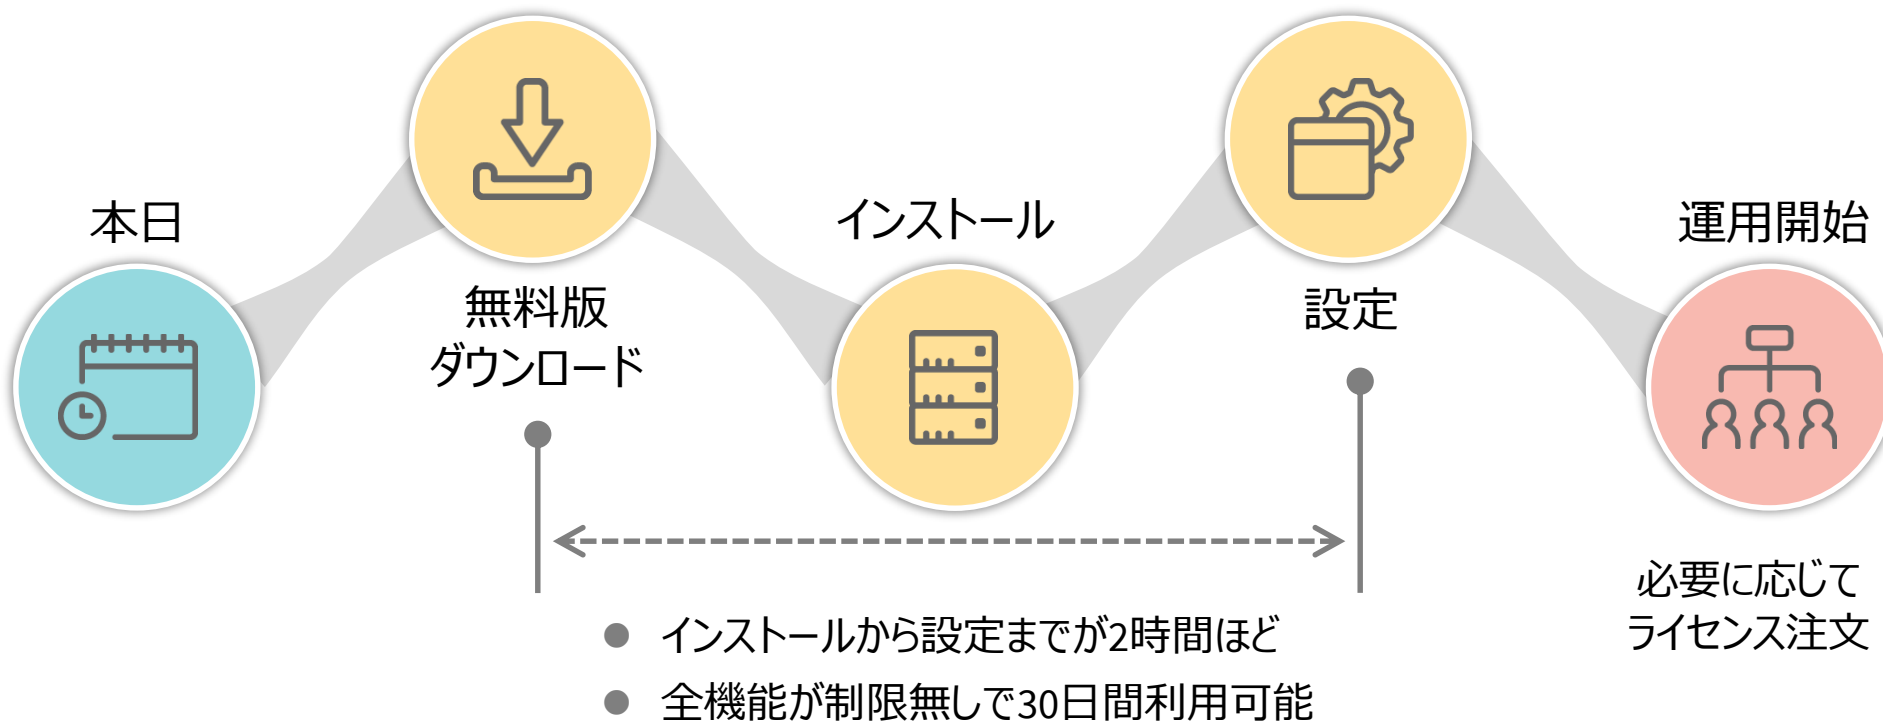 本日
無料版
ダウンロード
インストール
設定
運用開始
必要に応じて
ライセンス注文
インストールから設定までが2時間ほど
全機能が制限無しで30日間利用可能